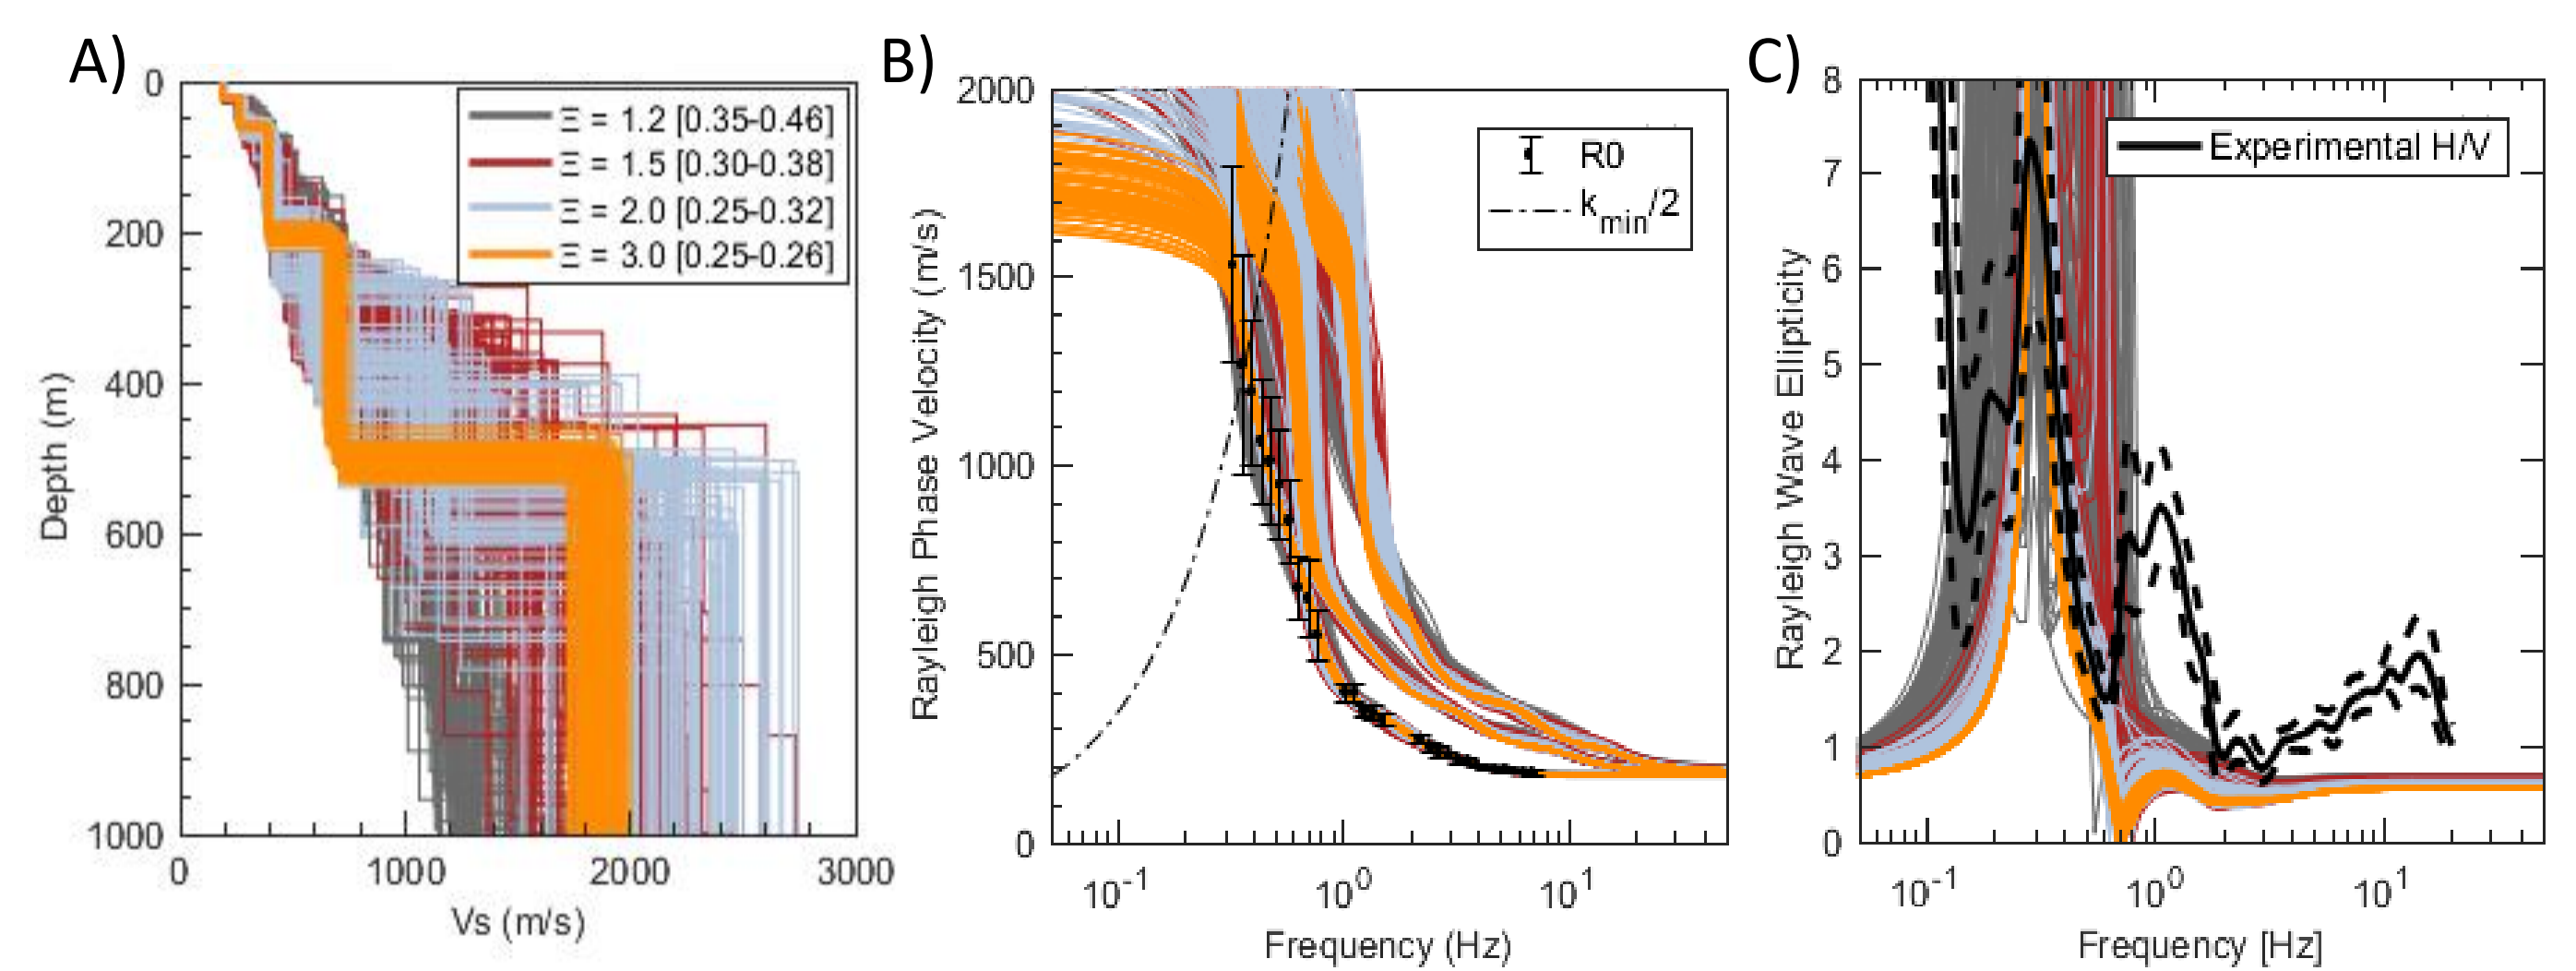 A)
0
200
400
600
800
1000
Depth (m)
0 1000 2000 3000
Vs (m/s)
Ξ = 1.2 [0.35-0.46]
Ξ = 1.5 [0.30-0.38]
Ξ = 2.0 [0.25-0.32]
Ξ = 3.0 [0.25-0.26]
B)
2000
1500
1000
500
0
Rayleigh Phase Velocity (m/s)
10-1 100 101
Frequency (Hz)
R0
kmin/2
C)
8
7
6
5
4
3
2
1
0
Rayleigh Wave Ellipticity
10-1 100 101
Frequency [Hz]
Experimental H/V